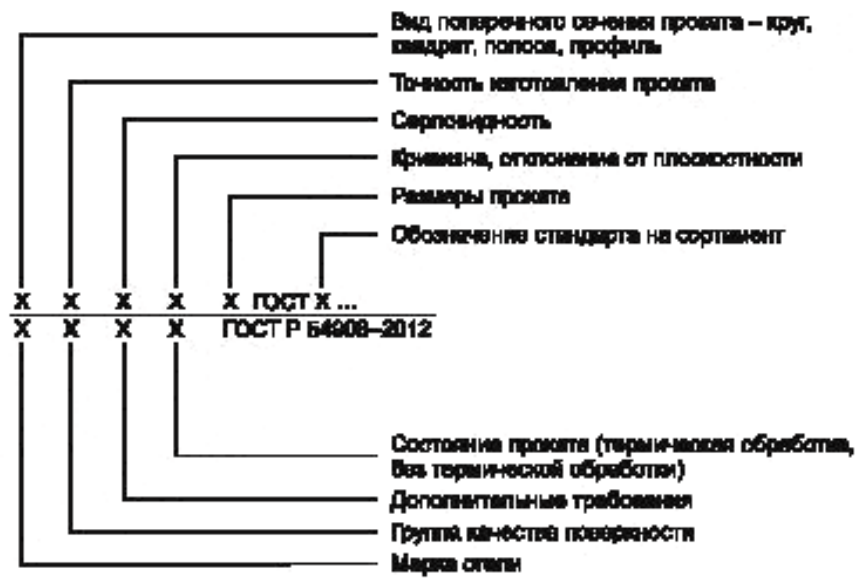 Вид поперечного сечения проката – круг,
квадрат, полоса, профиль
Точность изготовления проката
Серповидность
Кривизна, отклонение от плоскостности
Размеры проката
Обозначение стандарта на сортамент
X X X X X ГОСТ X ...
X X X X ГОСТ Р 54908–2012
Состояние проката (термическая обработка,
без термической обработки)
Дополнительные требования
Группа качества поверхности
Марка стали